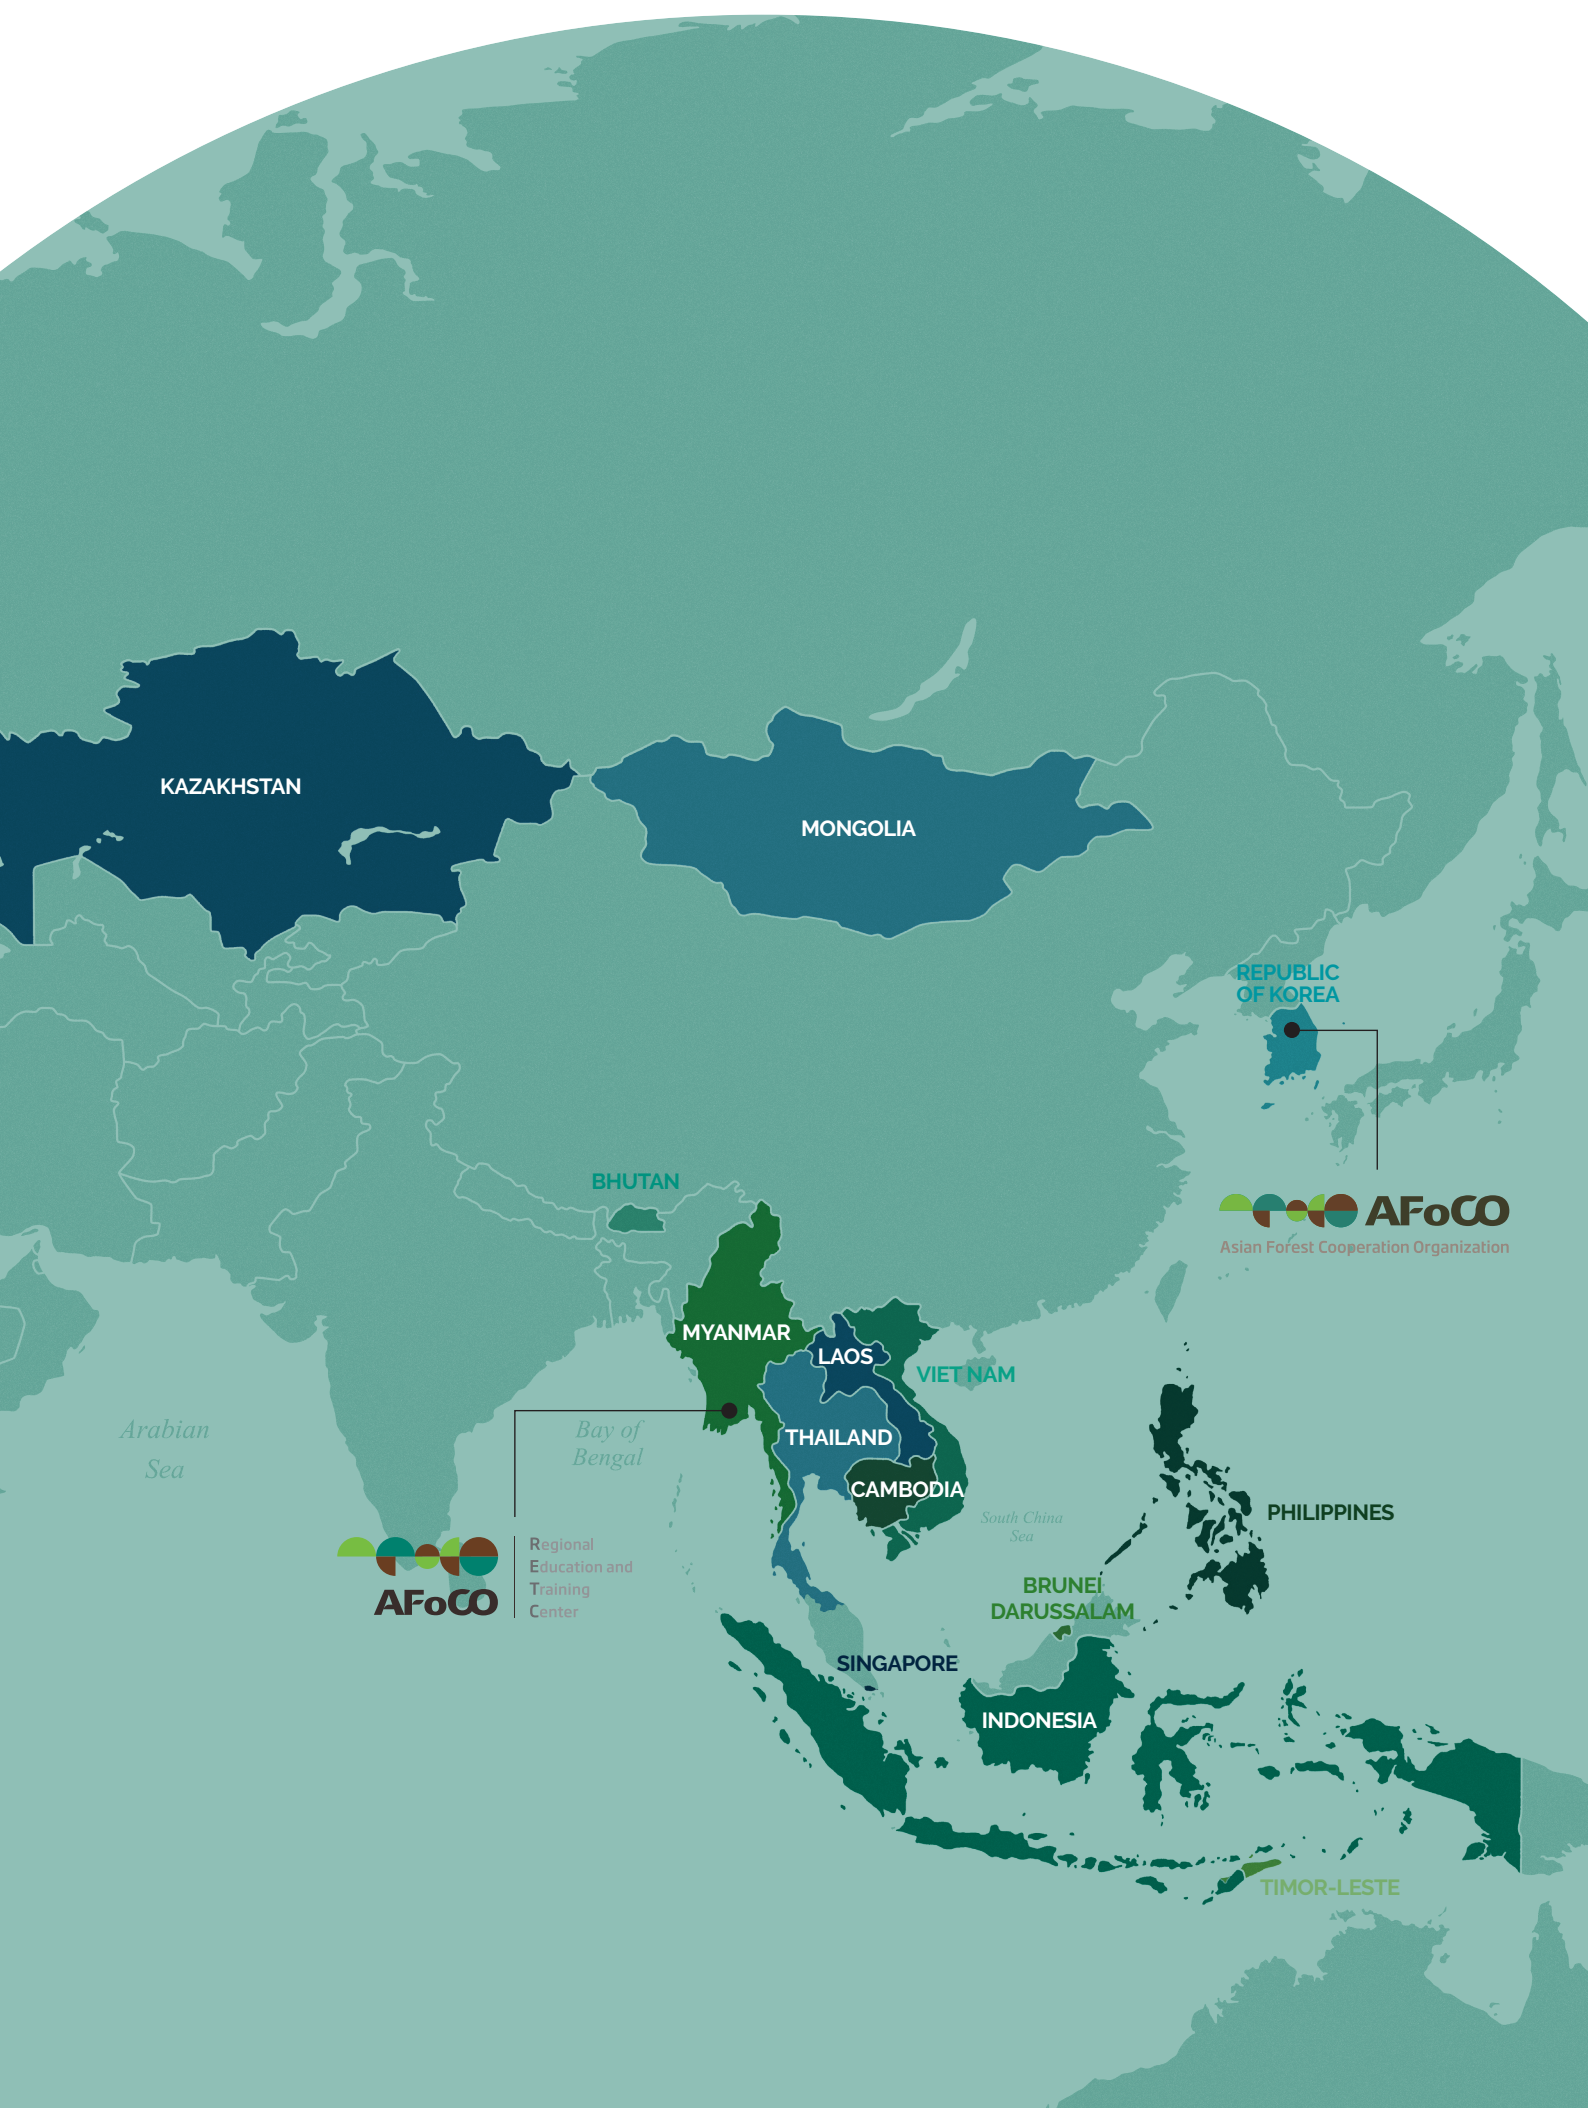 KAZAKHSTAN
MONGOLIA
REPUBLIC
OF KOREA
BHUTAN
AFoCO
Asian Forest Cooperation Organization
MYANMAR
LAOS
VIET NAM
Arabian
Sea
Bay of
Bengal
THAILAND
CAMBODIA
South China
Sea
PHILIPPINES
AFoCO
Regional
Education and
Training
Center
BRUNEI
DARUSSALAM
SINGAPORE
INDONESIA
TIMOR-LESTE